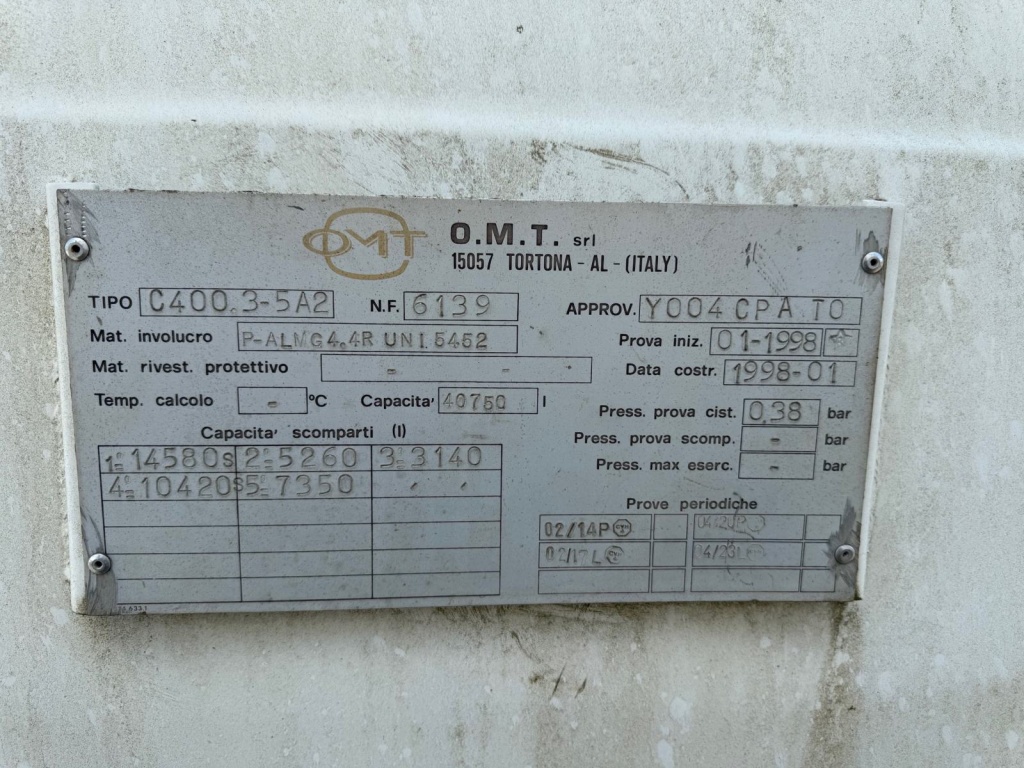 OMT
O.M.T. srl
15057 TORTONA - AL - (ITALY)
TIPO C400.3-5A2 N.F. 6139 APPROV. Y004 CPA TO
Mat. involucro P-ALMG4.4R UNI.5452 Prova iniz. 01-1998
Mat. rivest. protettivo - - - Data costr. 1998-01
Temp. calcolo - °C Capacita' 40750 l
Press. prova cist. 0,38 bar
Capacita' scomparti (l) Press. prova scomp. - bar
1° 14580S 2° 5260 3° 3140 Press. max eserc. - bar
4° 10420S 5° 7350 - -
Prove periodiche
02/14P
02/17L 04/23L